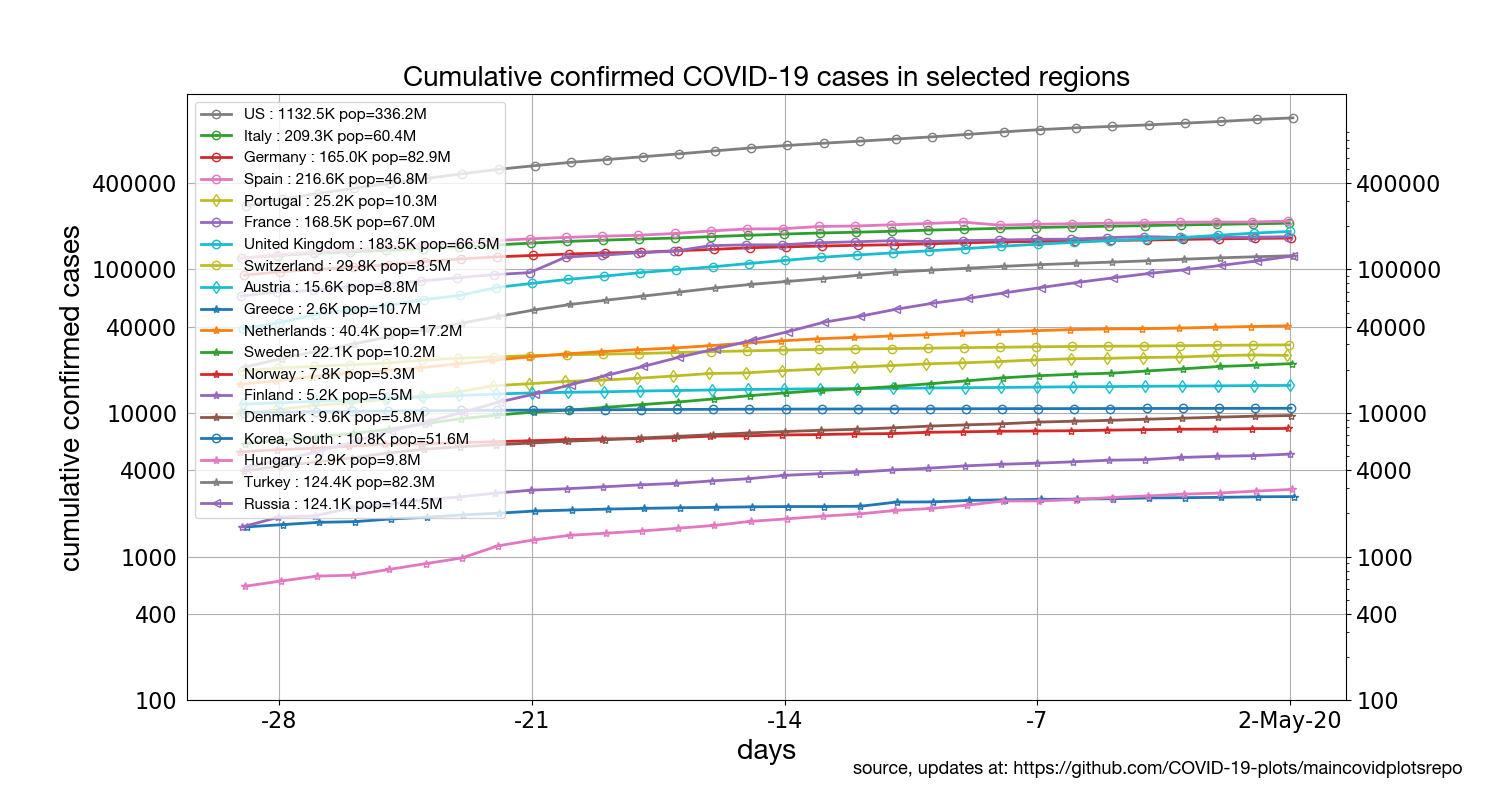 Cumulative confirmed COVID-19 cases in selected regions
US : 1132.5K pop=336.2M
Italy : 209.3K pop=60.4M
Germany : 165.0K pop=82.9M
Spain : 216.6K pop=46.8M
Portugal : 25.2K pop=10.3M
France : 168.5K pop=67.0M
United Kingdom : 183.5K pop=66.5M
Switzerland : 29.8K pop=8.5M
Austria : 15.6K pop=8.8M
Greece : 2.6K pop=10.7M
Netherlands : 40.4K pop=17.2M
Sweden : 22.1K pop=10.2M
Norway : 7.8K pop=5.3M
Finland : 5.2K pop=5.5M
Denmark : 9.6K pop=5.8M
Korea, South : 10.8K pop=51.6M
Hungary : 2.9K pop=9.8M
Turkey : 124.4K pop=82.3M
Russia : 124.1K pop=144.5M
cumulative confirmed cases
400000
100000
40000
10000
4000
1000
400
100
400000
1100000
400000
10000
4000
1000
400
100
-28
-21
-14
-7
2-May-20
days
source, updates at: https://github.com/COVID-19-plots/maincovidplotsrepo